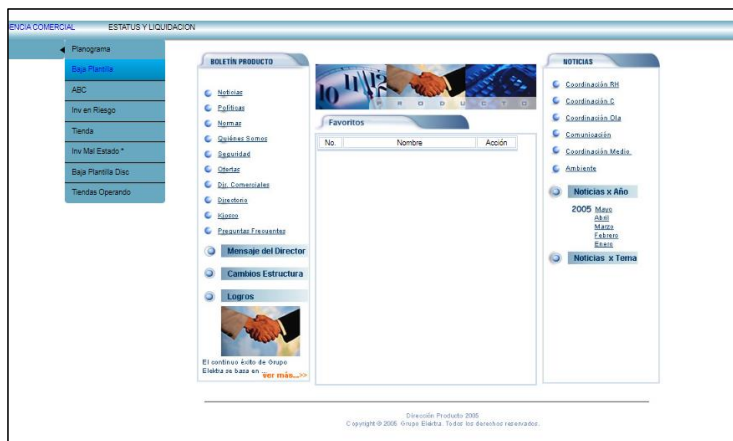 ENCIA COMERCIAL ESTATUS Y LIQUIDACION
Planograma
Baja Plantilla
ABC
Inv en Riesgo
Tienda
Inv Mal Estado *
Baja Plantilla Disc
Tiendas Operando
BOLETÍN PRODUCTO
Noticias
Políticas
Normas
Quiénes Somos
Seguridad
Ofertas
Dir. Comerciales
Directorio
Kiosco
Preguntas Frecuentes
Mensaje del Director
Cambios Estructura
Logros
El continuo éxito de Grupo
Elektra se basa en ...
ver más...>>
PRODUCTO
Favoritos
No. Nombre Acción
NOTICIAS
Coordinación RH
Coordinación C
Coordinación Ola
Comunicación
Coordinación Medio
Ambiente
Noticias x Año
2005 Mayo
Abril
Marzo
Febrero
Enero
Noticias x Tema
Dirección Producto 2005
Copyright © 2005 Grupo Elektra. Todos los derechos reservados.